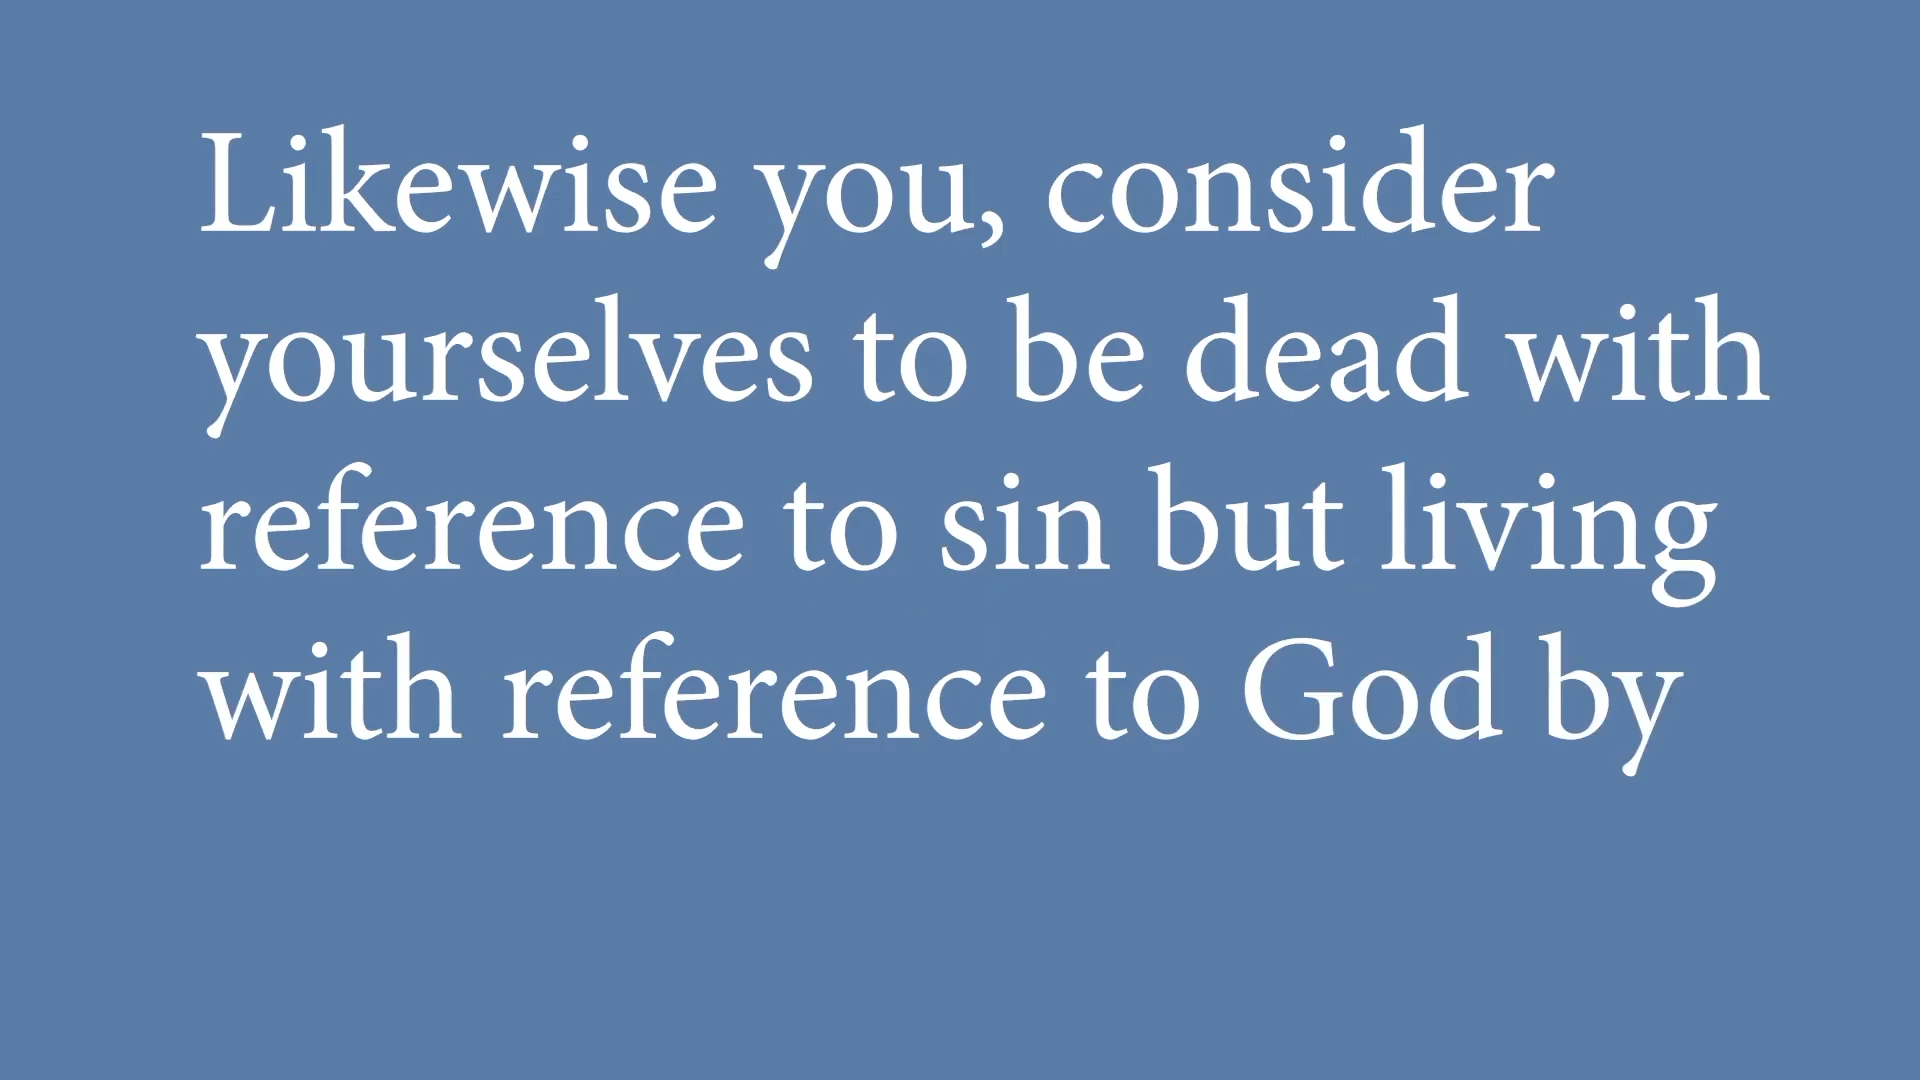 Likewise you, consider
yourselves to be dead with
reference to sin but living
with reference to God by